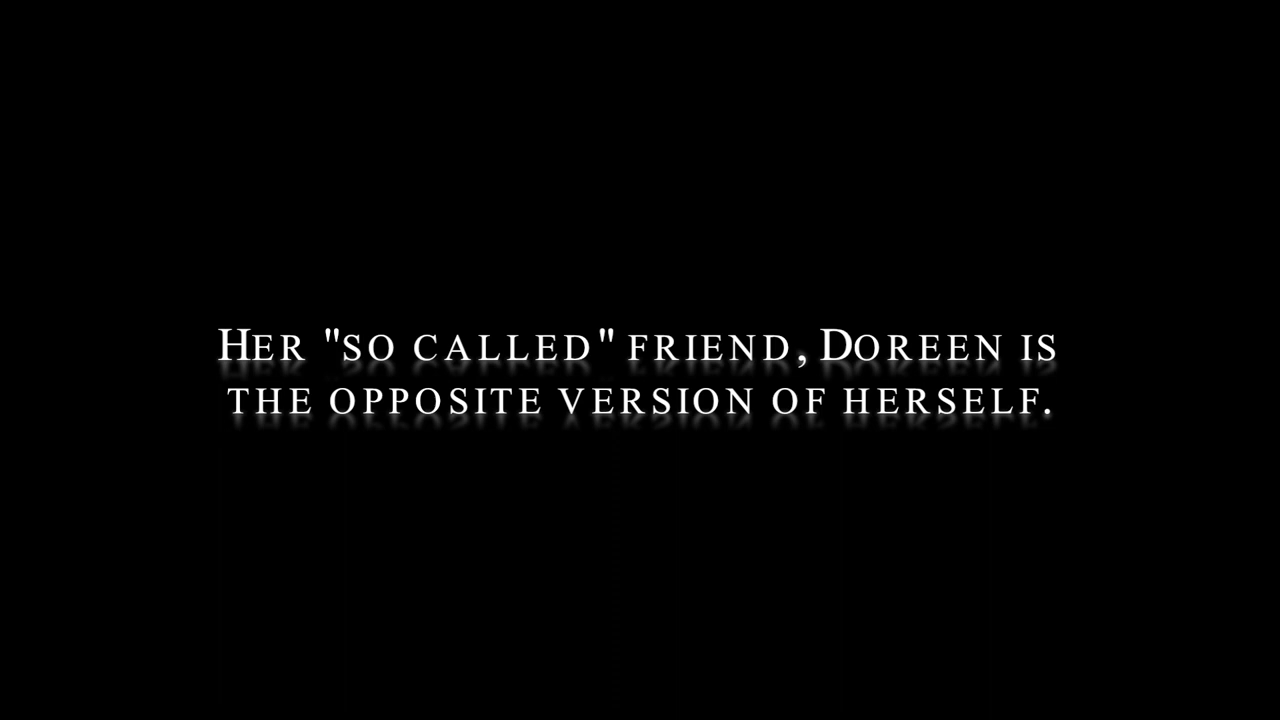 Her "so called" friend, Doreen is
the opposite version of herself.